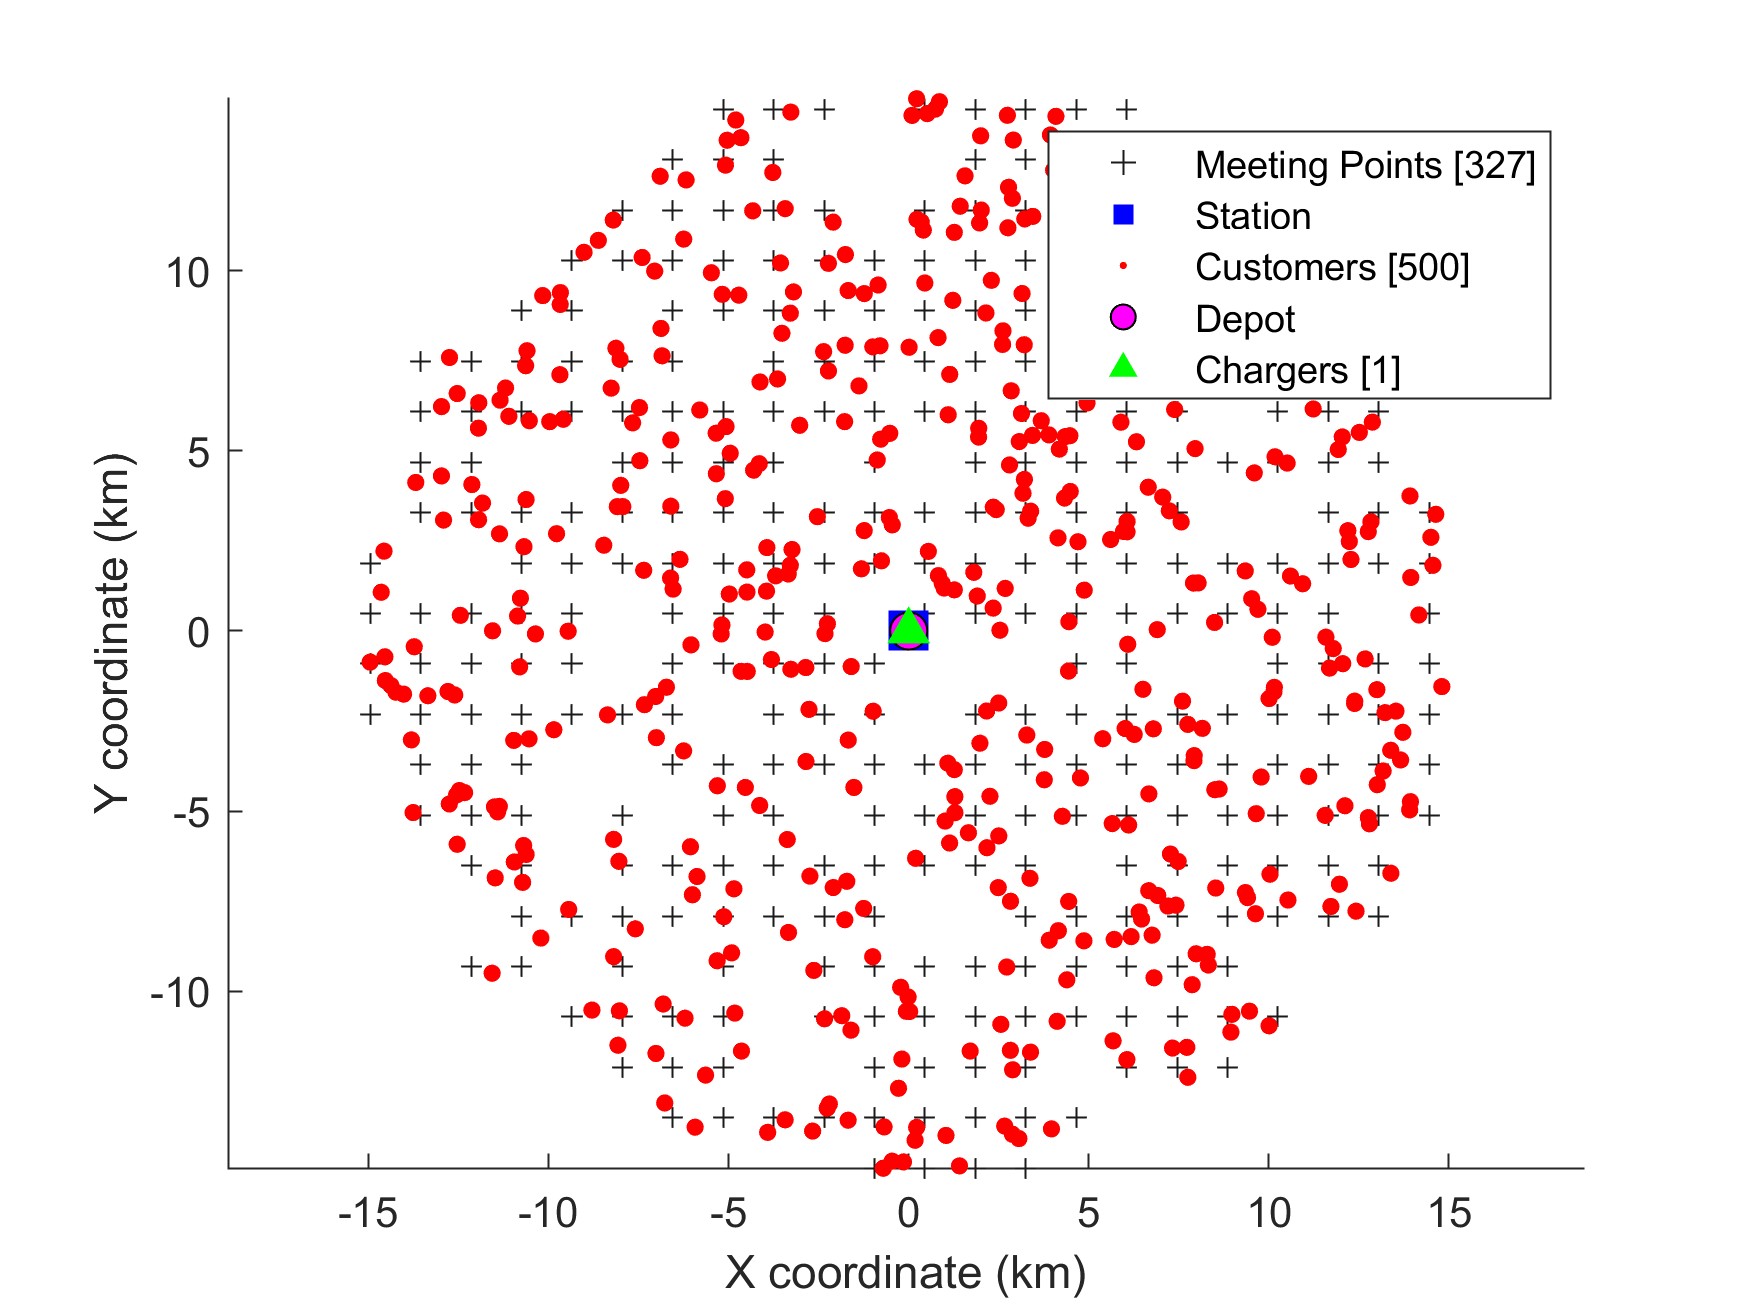 Meeting Points [327]
Station
Customers [500]
Depot
Chargers [1]
10
5
0
-5
-10
Y coordinate (km)
-15 -10 -5 0 5 10 15
X coordinate (km)